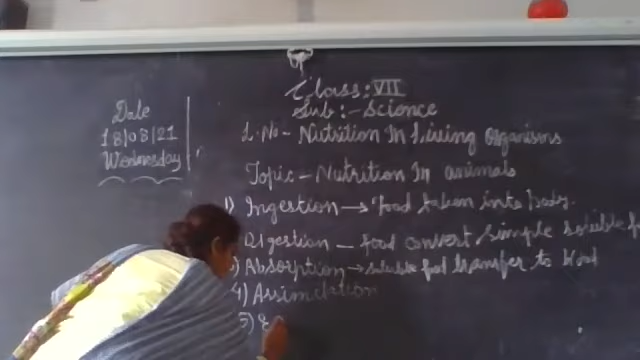 Class: VII
Sub :- Science
Date
18/08/21
Wednesday
L.No - Nutrition In Living Organisms
Topic - Nutrition In animals
1) Ingestion → food taken into body.
Digestion - food convert simple soluble
) Absorption → soluble food transfer to blood
4) Assimilation
5)